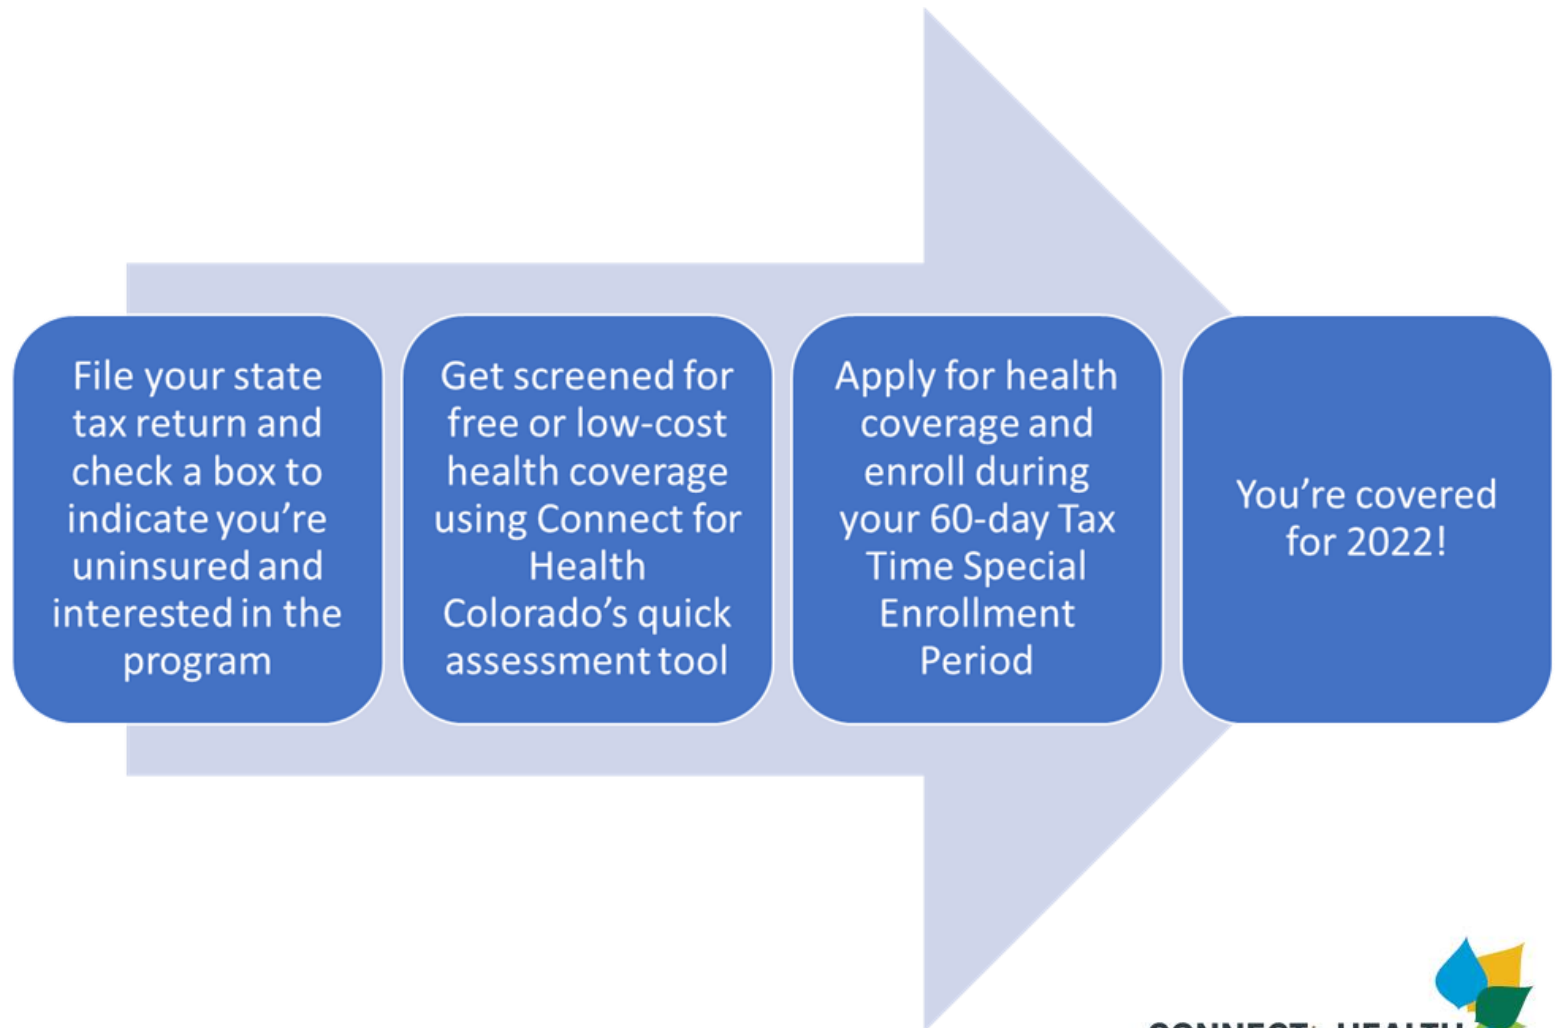 File your state
tax return and
check a box to
indicate you’re
uninsured and
interested in the
program
Get screened for
free or low-cost
health coverage
using Connect for
Health
Colorado’s quick
assessment tool
Apply for health
coverage and
enroll during
your 60-day Tax
Time Special
Enrollment
Period
You’re covered
for 2022!
CONNECT HEALTH